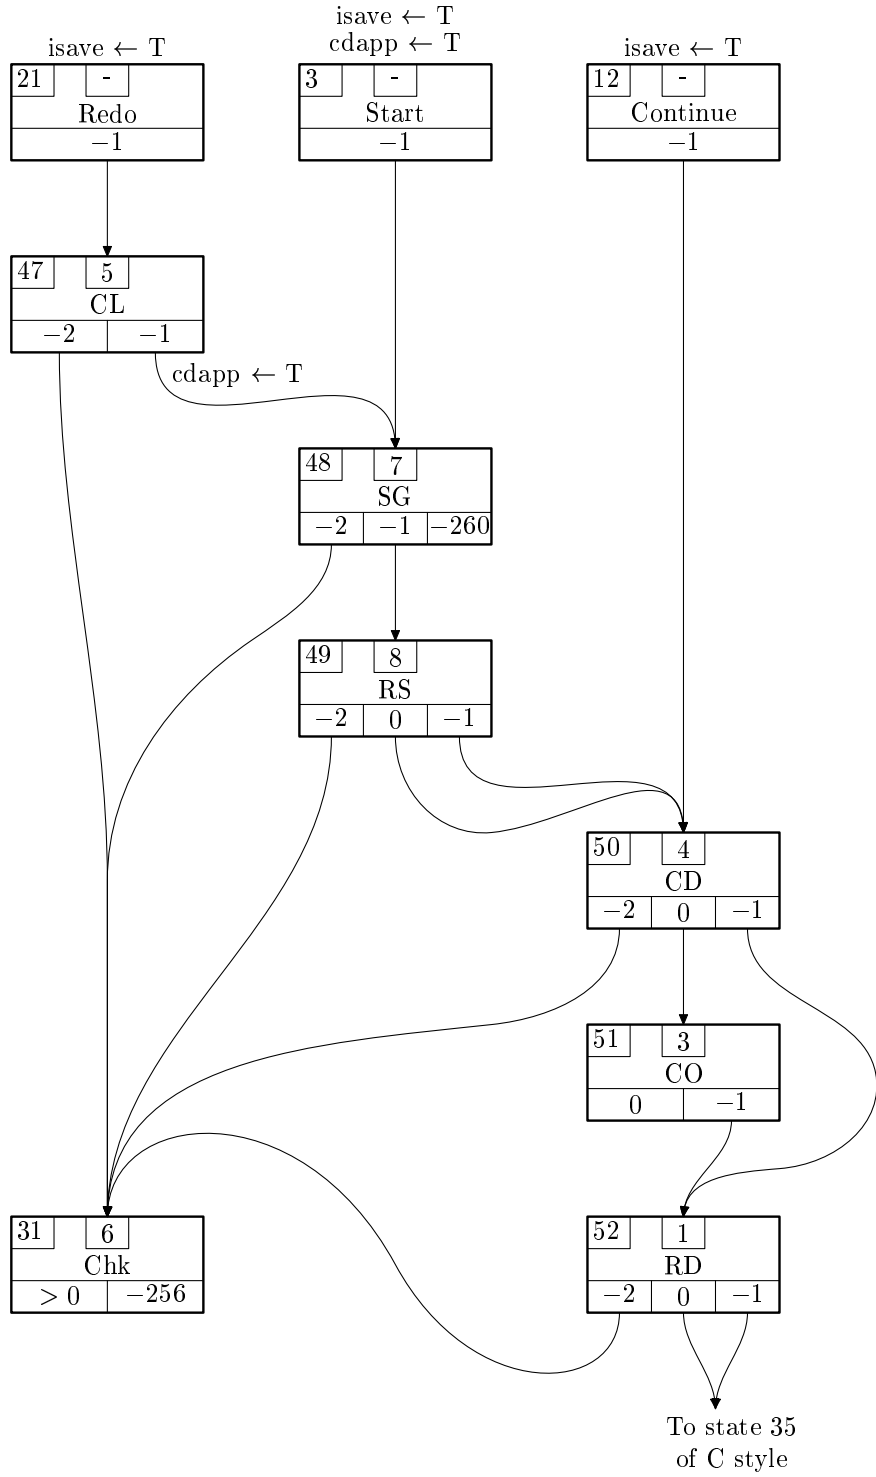 isave ← T
isave ← T
cdapp ← T
isave ← T
21 -
Redo
−1
3 -
Start
−1
12 -
Continue
−1
47 5
CL
−2 −1
cdapp ← T
48 7
SG
−2 −1 −260
49 8
RS
−2 0 −1
50 4
CD
−2 0 −1
51 3
CO
0 −1
31 6
Chk
> 0 −256
52 1
RD
−2 0 −1
To state 35
of C style